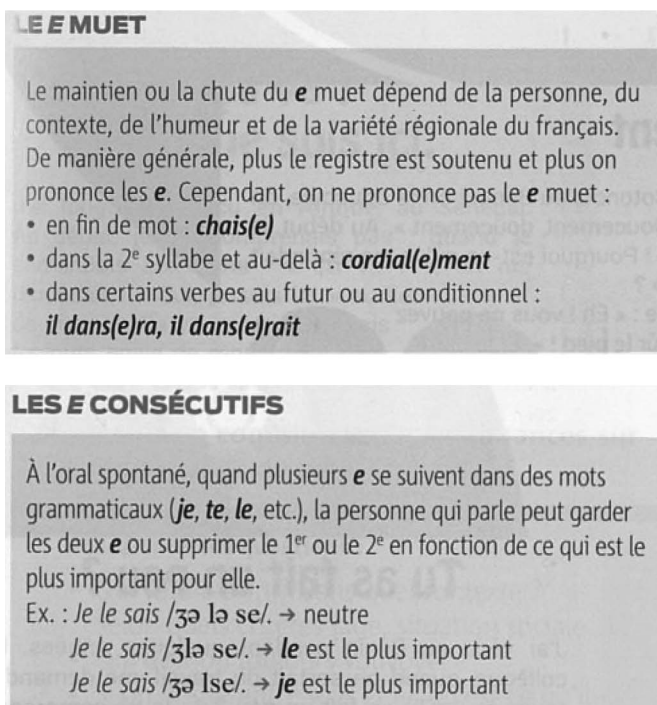 LE E MUET
Le maintien ou la chute du e muet dépend de la personne, du
contexte, de l'humeur et de la variété régionale du français.
De manière générale, plus le registre est soutenu et plus on
prononce les e. Cependant, on ne prononce pas le e muet :
• en fin de mot : chais(e)
• dans la 2e syllabe et au-delà : cordial(e)ment
• dans certains verbes au futur ou au conditionnel :
il dans(e)ra, il dans(e)rait
LES E CONSÉCUTIFS
À l'oral spontané, quand plusieurs e se suivent dans des mots
grammaticaux (je, te, le, etc.), la personne qui parle peut garder
les deux e ou supprimer le 1er ou le 2e en fonction de ce qui est le
plus important pour elle.
Ex. : Je le sais /ʒə lə se/. → neutre
Je le sais /ʒlə se/. → le est le plus important
Je le sais /ʒə lse/. → je est le plus important